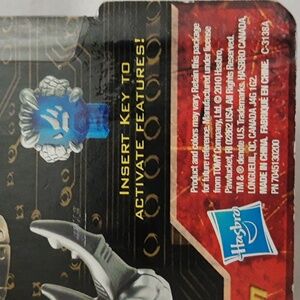 INSERT KEY TO
ACTIVATE FEATURES!
Product and colors may vary. Retain this package
for future reference. Manufactured under license
from TOMY Company, Ltd. © 2010 Hasbro,
Pawtucket, RI 02862 USA. All Rights Reserved.
TM & ® denote U.S. Trademarks. HASBRO CANADA,
LONGUEUIL, QC, CANADA J4G 1G2.
MADE IN CHINA. FABRIQUÉ EN CHINE.
Hasbro